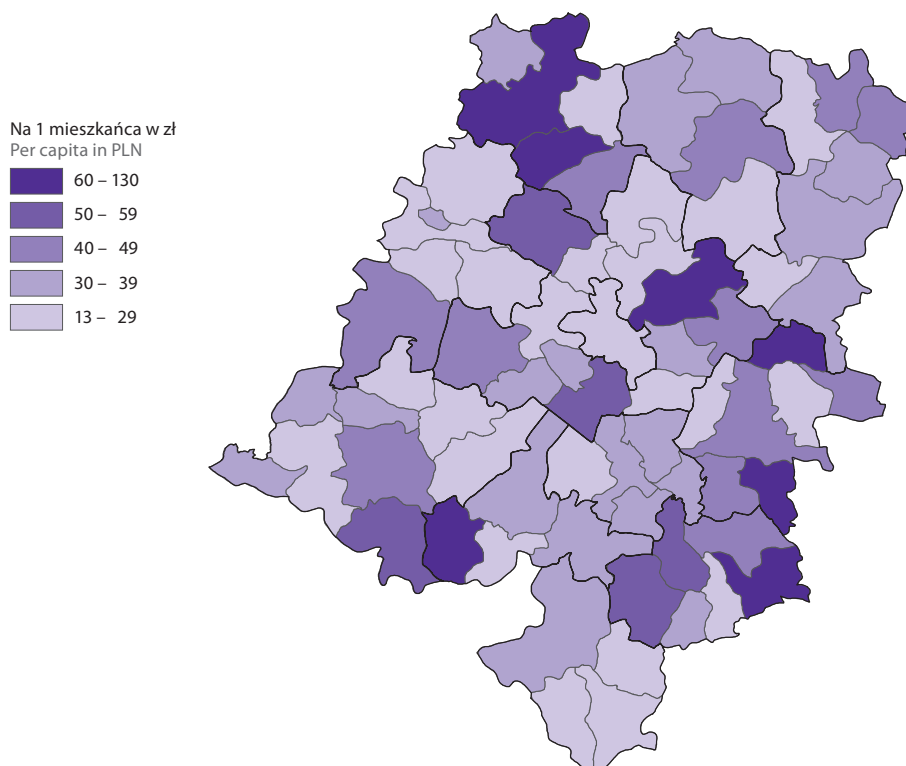 Na 1 mieszkańca w zł
Per capita in PLN
60 – 130
50 – 59
40 – 49
30 – 39
13 – 29